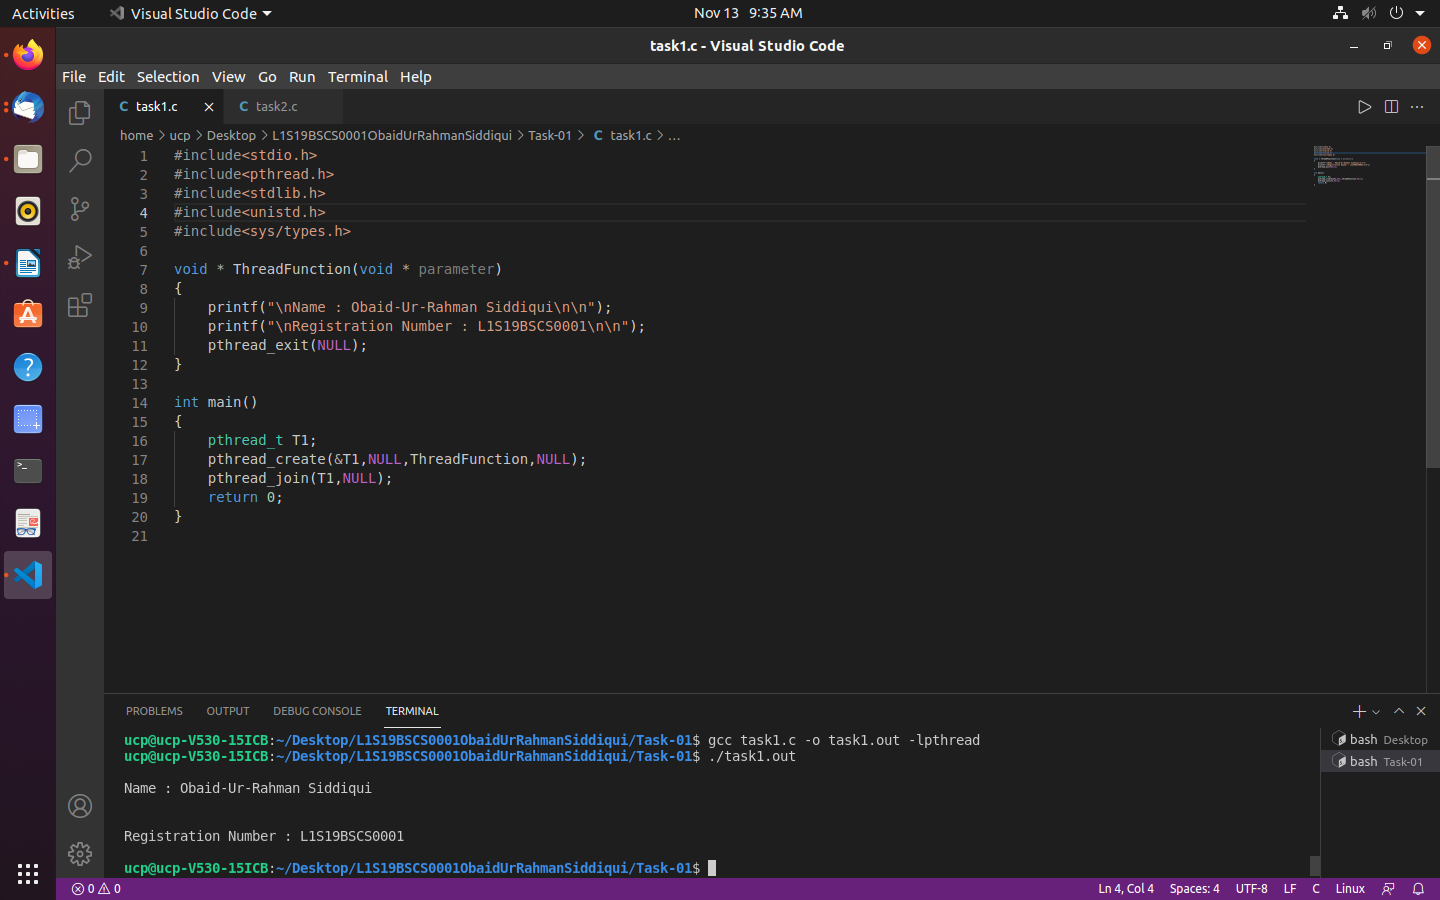 Activities Visual Studio Code Nov 13 9:35 AM
task1.c - Visual Studio Code
File Edit Selection View Go Run Terminal Help
C task1.c C task2.c
home > ucp > Desktop > L1S19BSCS0001ObaidUrRahmanSiddiqui > Task-01 > C task1.c > ...
1 #include<stdio.h>
2 #include<pthread.h>
3 #include<stdlib.h>
4 #include<unistd.h>
5 #include<sys/types.h>
6
7 void * ThreadFunction(void * parameter)
8 {
9 printf("\nName : Obaid-Ur-Rahman Siddiqui\n\n");
10 printf("\nRegistration Number : L1S19BSCS0001\n\n");
11 pthread_exit(NULL);
12 }
13
14 int main()
15 {
16 pthread_t T1;
17 pthread_create(&T1,NULL,ThreadFunction,NULL);
18 pthread_join(T1,NULL);
19 return 0;
20 }
21
PROBLEMS OUTPUT DEBUG CONSOLE TERMINAL
ucp@ucp-V530-15ICB:~/Desktop/L1S19BSCS0001ObaidUrRahmanSiddiqui/Task-01$ gcc task1.c -o task1.out -lpthread
ucp@ucp-V530-15ICB:~/Desktop/L1S19BSCS0001ObaidUrRahmanSiddiqui/Task-01$ ./task1.out
Name : Obaid-Ur-Rahman Siddiqui
Registration Number : L1S19BSCS0001
ucp@ucp-V530-15ICB:~/Desktop/L1S19BSCS0001ObaidUrRahmanSiddiqui/Task-01$
bash Desktop
bash Task-01
0 0 Ln 4, Col 4 Spaces: 4 UTF-8 LF C Linux